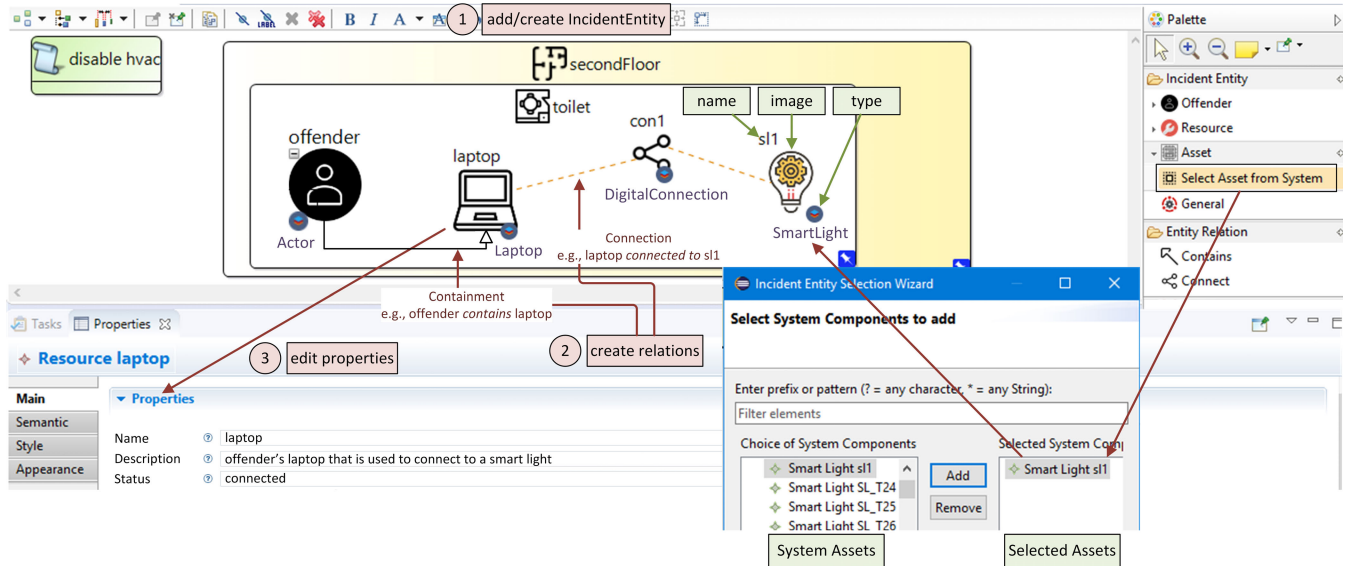 LABEL
B I A
1 add/create IncidentEntity
disable hvac
secondFloor
toilet
name
image
type
offender
laptop
con1
sl1
DigitalConnection
Actor
Laptop
SmartLight
Connection
e.g., laptop connected to sl1
Containment
e.g., offender contains laptop
2 create relations
3 edit properties
Palette
Incident Entity
Offender
Resource
Asset
Select Asset from System
General
Entity Relation
Contains
Connect
Tasks
Properties
Resource laptop
Main
Semantic
Style
Appearance
Properties
Name
laptop
Description
offender's laptop that is used to connect to a smart light
Status
connected
Incident Entity Selection Wizard
Select System Components to add
Enter prefix or pattern (? = any character, * = any String):
Filter elements
Choice of System Components
Smart Light sl1
Smart Light SL_T24
Smart Light SL_T25
Smart Light SL_T26
Add
Remove
Selected System Comp
Smart Light sl1
System Assets
Selected Assets